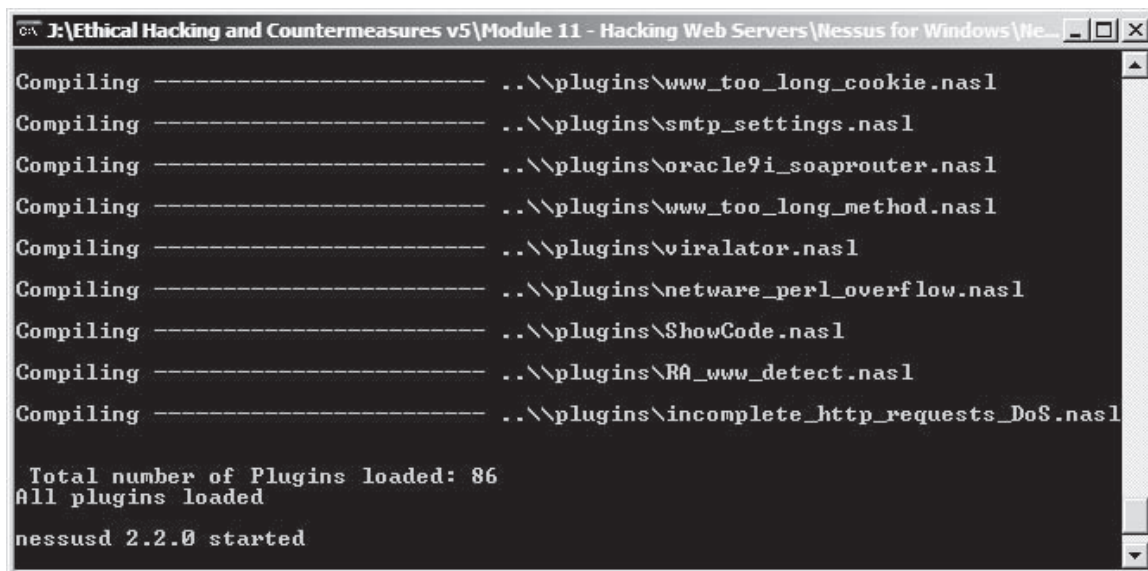 J:\Ethical Hacking and Countermeasures v5\Module 11 - Hacking Web Servers\Nessus for Windows\Ne...
Compiling ------------------------ ..\\plugins\www_too_long_cookie.nasl
Compiling ------------------------ ..\\plugins\smtp_settings.nasl
Compiling ------------------------ ..\\plugins\oracle9i_soaprouter.nasl
Compiling ------------------------ ..\\plugins\www_too_long_method.nasl
Compiling ------------------------ ..\\plugins\viralator.nasl
Compiling ------------------------ ..\\plugins\netware_perl_overflow.nasl
Compiling ------------------------ ..\\plugins\ShowCode.nasl
Compiling ------------------------ ..\\plugins\RA_www_detect.nasl
Compiling ------------------------ ..\\plugins\incomplete_http_requests_DoS.nasl
Total number of Plugins loaded: 86
All plugins loaded
nessusd 2.2.0 started